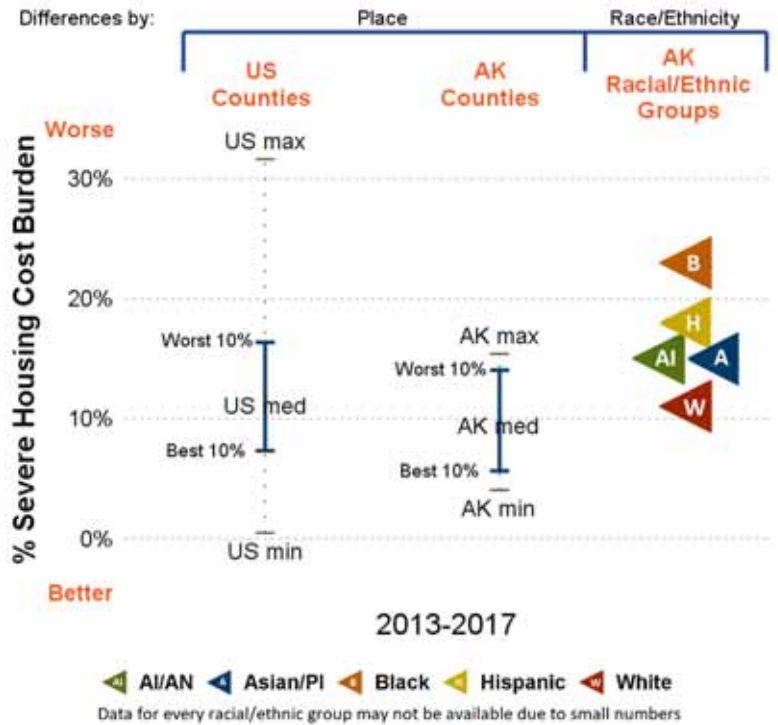 Differences by: Place Race/Ethnicity
US Counties
AK Counties
AK Racial/Ethnic Groups
% Severe Housing Cost Burden
Worse
US max
30%
B
20%
H
Worst 10%
AK max
Worst 10%
AI A
10%
US med
AK med
W
Best 10%
Best 10%
AK min
0%
US min
Better
2013-2017
AI AI/AN A Asian/PI B Black H Hispanic W White
Data for every racial/ethnic group may not be available due to small numbers